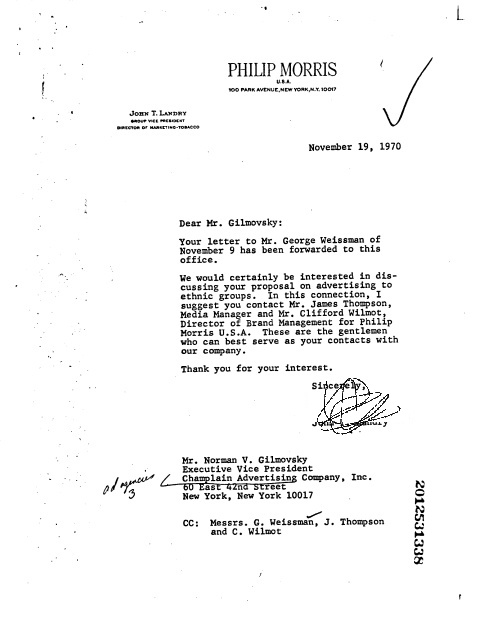 PHILIP MORRIS
U.S.A.
100 PARK AVENUE, NEW YORK, N.Y. 10017
JOHN T. LANDRY
GROUP VICE PRESIDENT
DIRECTOR OF MARKETING-TOBACCO
November 19, 1970
Dear Mr. Gilmovsky:
Your letter to Mr. George Weissman of
November 9 has been forwarded to this
office.
We would certainly be interested in dis-
cussing your proposal on advertising to
ethnic groups. In this connection, I
suggest you contact Mr. James Thompson,
Media Manager and Mr. Clifford Wilmot,
Director of Brand Management for Philip
Morris U.S.A. These are the gentlemen
who can best serve as your contacts with
our company.
Thank you for your interest.
Sincerely,
Mr. Norman V. Gilmovsky
Executive Vice President
Champlain Advertising Company, Inc.
60 East 42nd Street
New York, New York 10017
ad agencies
3
CC: Messrs. G. Weissman, J. Thompson
and C. Wilmot
2012531338